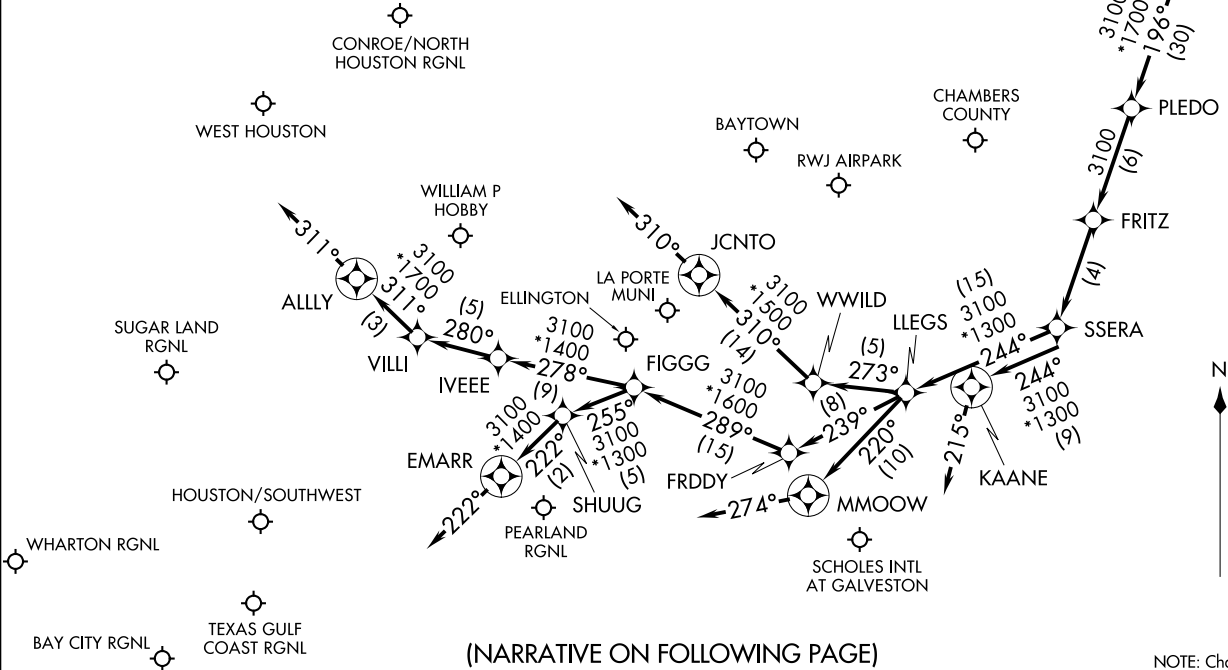 3100
*1700
196°
(30)
CONROE/NORTH
HOUSTON RGNL
WEST HOUSTON
CHAMBERS
COUNTY
PLEDO
BAYTOWN
RWJ AIRPARK
3100
(6)
WILLIAM P
HOBBY
FRITZ
311°
310°
JCNTO
(4)
3100
*1700
311°
(3)
ALLLY
LA PORTE
MUNI
ELLINGTON
(5)
280°
3100
*1500
310°
(14)
WWILD
(15)
3100
*1300
244°
LLEGS
SSERA
SUGAR LAND
RGNL
VILLI
IVEEE
3100
*1400
278°
(9)
FIGGG
(5)
273°
3100
*1600
289°
(15)
(8)
239°
244°
3100
*1300
(9)
N
3100
*1400
222°
(2)
255°
3100
*1300
(5)
220°
(10)
215°
EMARR
FRDDY
KAANE
HOUSTON/SOUTHWEST
SHUUG
274°
MMOOW
222°
PEARLAND
RGNL
WHARTON RGNL
SCHOLES INTL
AT GALVESTON
TEXAS GULF
COAST RGNL
BAY CITY RGNL
(NARRATIVE ON FOLLOWING PAGE)
NOTE: Cha